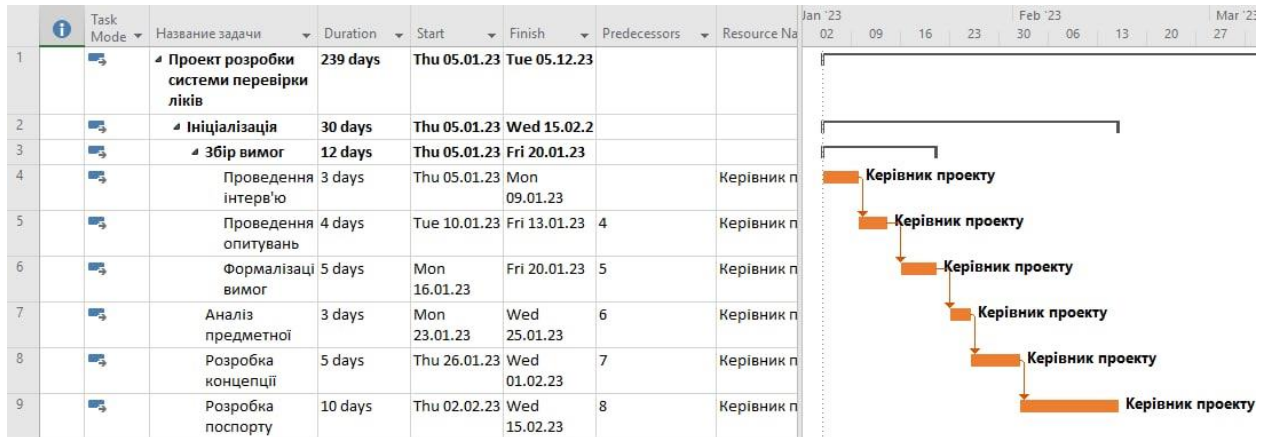 Jan '23 Feb '23 Mar '23
Task Mode Название задачи Duration Start Finish Predecessors Resource Na 02 09 16 23 30 06 13 20 27
1 Проект розробки системи перевірки ліків 239 days Thu 05.01.23 Tue 05.12.23
2 Ініціалізація 30 days Thu 05.01.23 Wed 15.02.2
3 Збір вимог 12 days Thu 05.01.23 Fri 20.01.23
4 Проведення інтерв'ю 3 days Thu 05.01.23 Mon 09.01.23 Керівник п Керівник проекту
5 Проведення опитувань 4 days Tue 10.01.23 Fri 13.01.23 4 Керівник п Керівник проекту
6 Формалізаці вимог 5 days Mon 16.01.23 Fri 20.01.23 5 Керівник п Керівник проекту
7 Аналіз предметної 3 days Mon 23.01.23 Wed 25.01.23 6 Керівник п Керівник проекту
8 Розробка концепції 5 days Thu 26.01.23 Wed 01.02.23 7 Керівник п Керівник проекту
9 Розробка поспорту 10 days Thu 02.02.23 Wed 15.02.23 8 Керівник п Керівник проекту